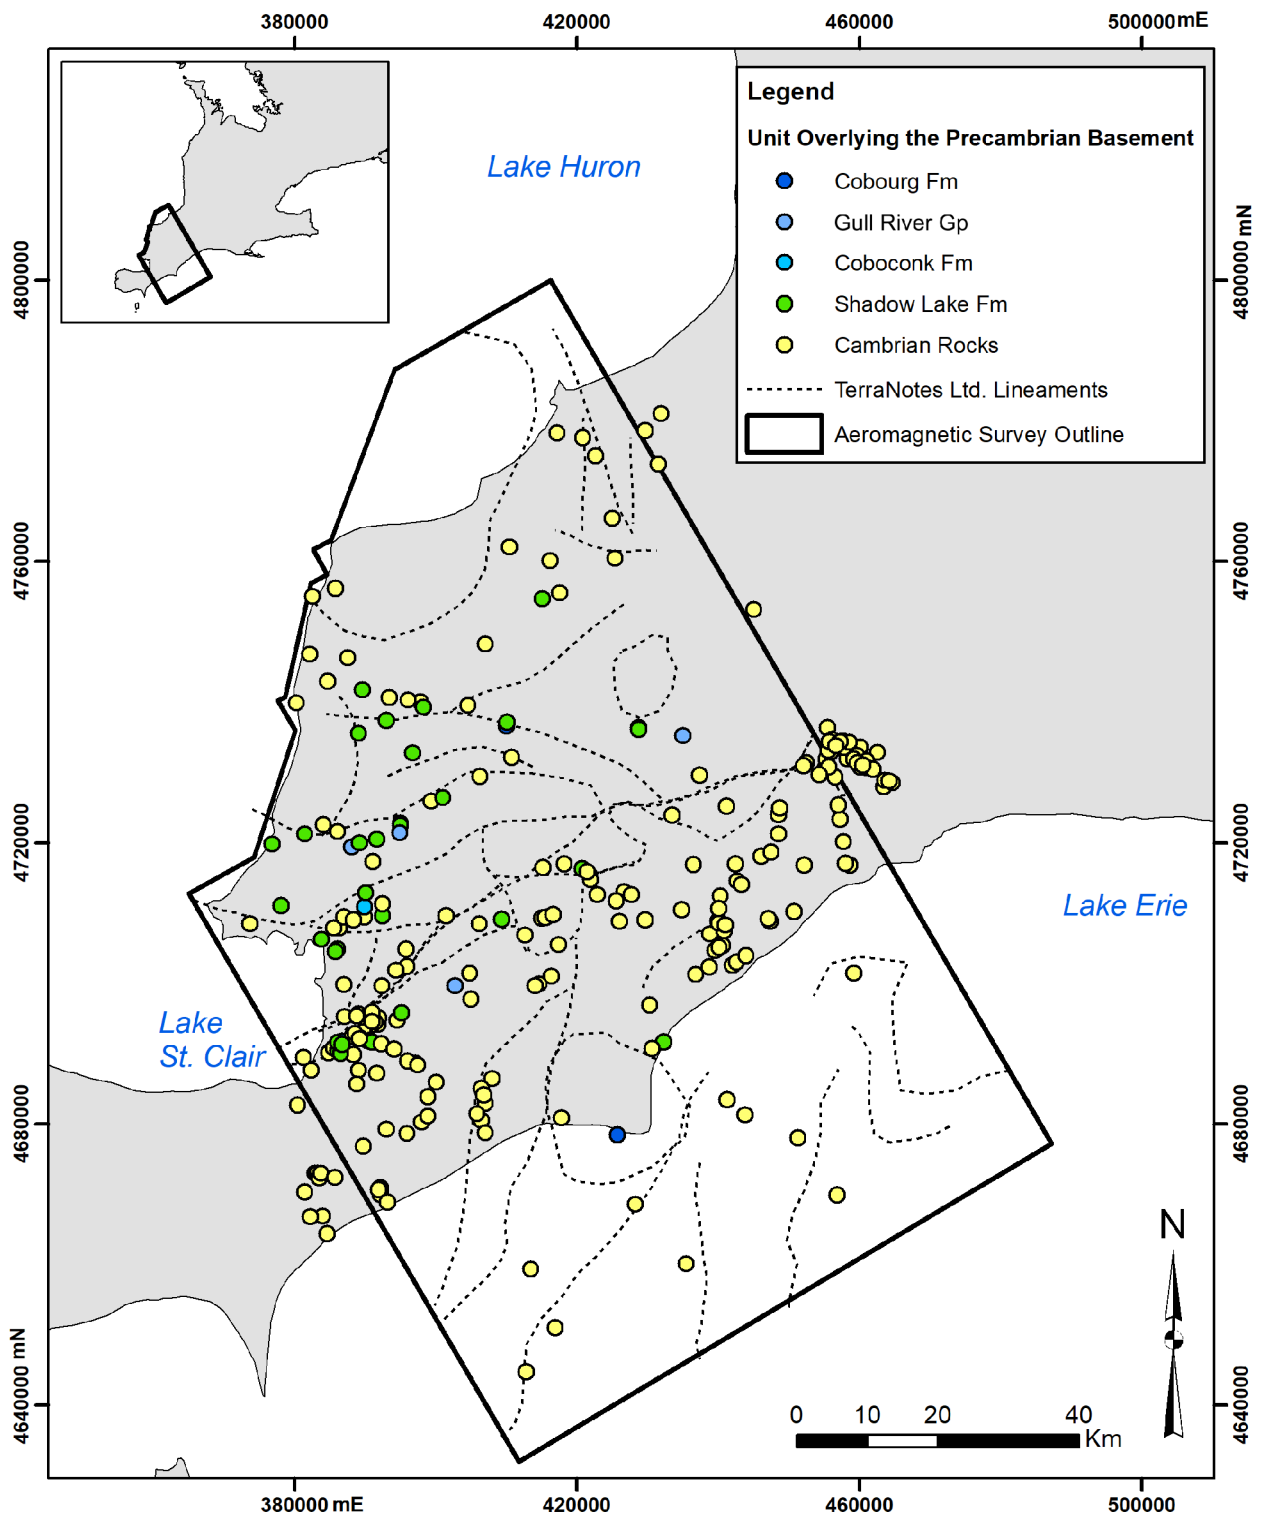 380000
420000
460000
500000 mE
Legend
Unit Overlying the Precambrian Basement
Cobourg Fm
Gull River Gp
Coboconk Fm
Shadow Lake Fm
Cambrian Rocks
TerraNotes Ltd. Lineaments
Aeromagnetic Survey Outline
Lake Huron
4800000
4800000 mN
4760000
4760000
4720000
4720000
Lake Erie
Lake
St. Clair
4680000
4680000
N
4640000 mN
4640000
0 10 20 40
Km
380000 mE
420000
460000
500000